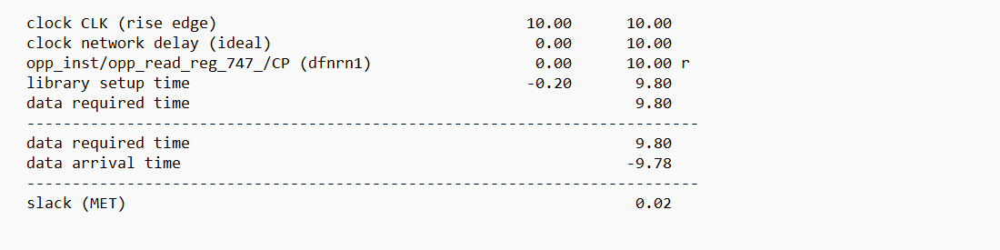 clock CLK (rise edge) 10.00 10.00
clock network delay (ideal) 0.00 10.00
opp_inst/opp_read_reg_747_/CP (dfnrn1) 0.00 10.00 r
library setup time -0.20 9.80
data required time 9.80
--------------------------------------------------------------------------
data required time 9.80
data arrival time -9.78
--------------------------------------------------------------------------
slack (MET) 0.02